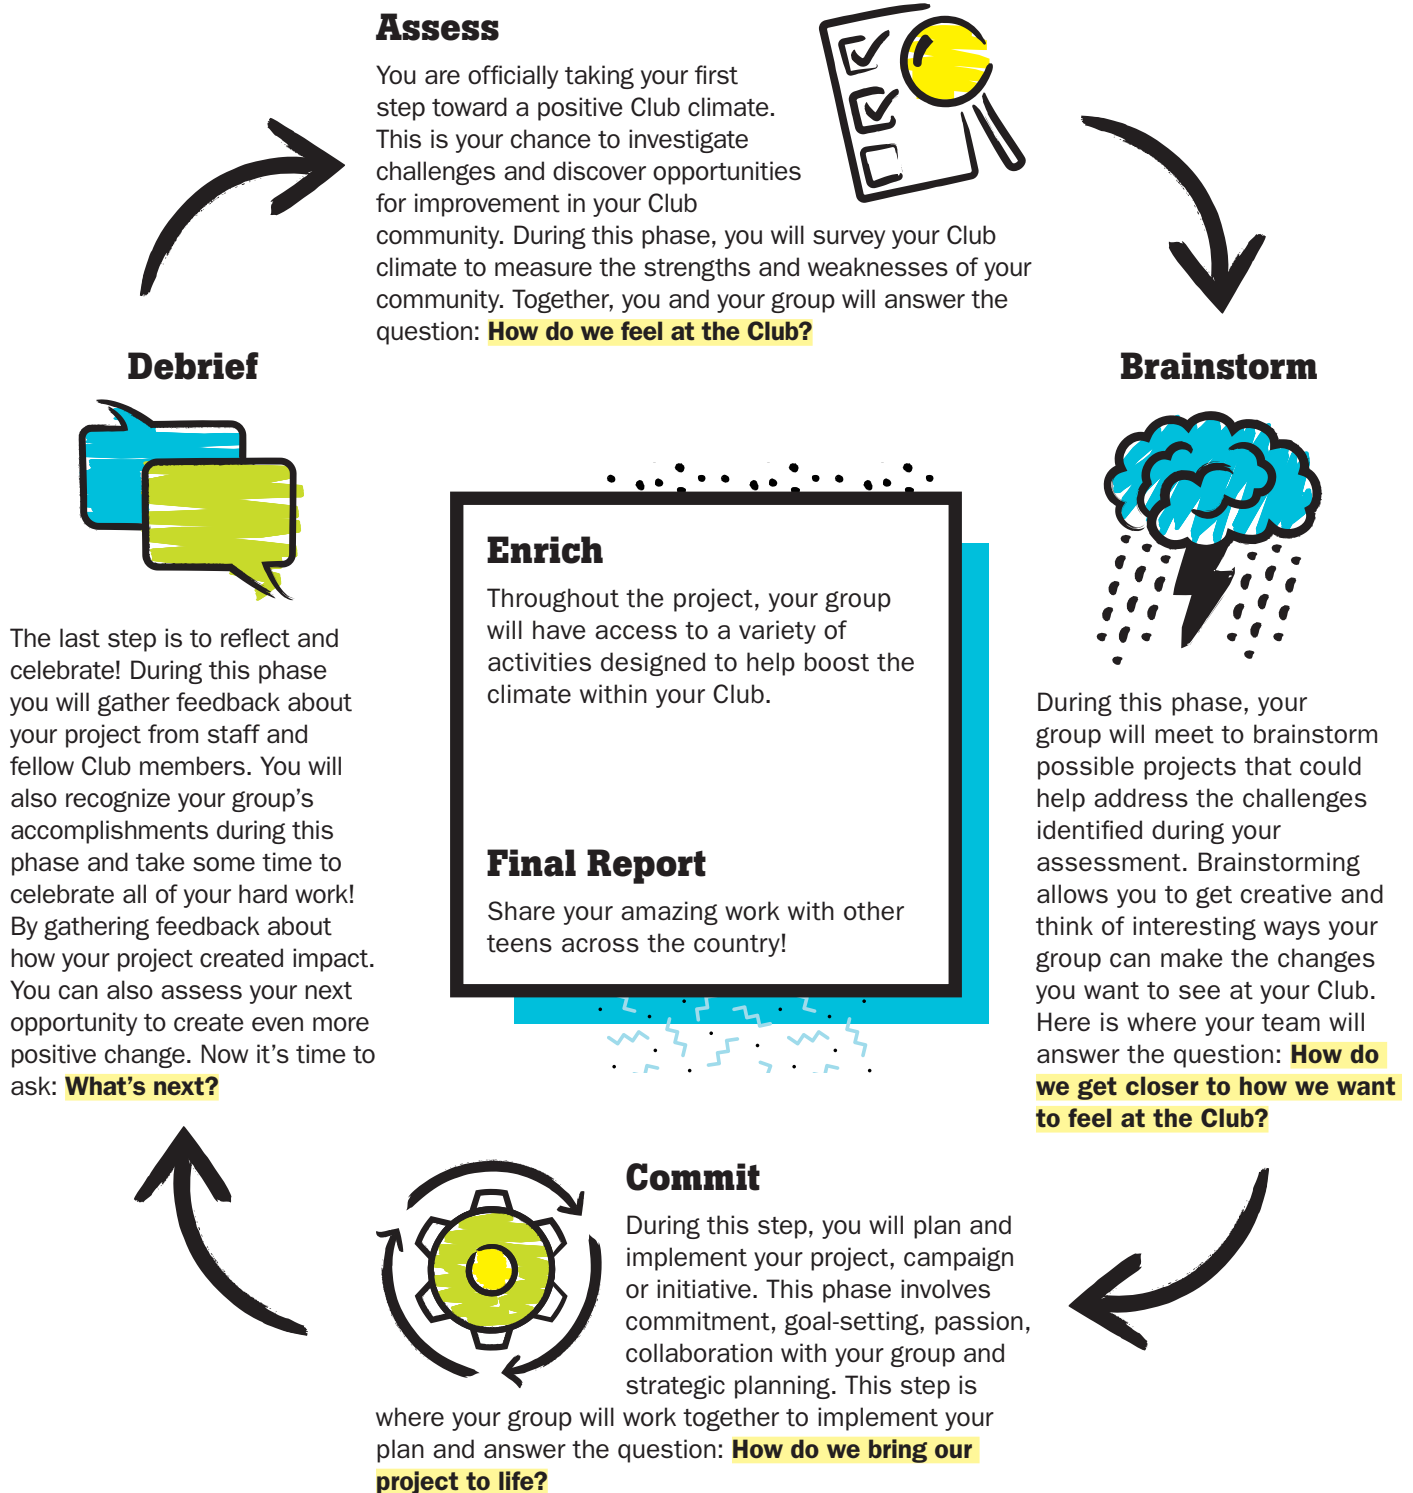 Assess
You are officially taking your first
step toward a positive Club climate.
This is your chance to investigate
challenges and discover opportunities
for improvement in your Club
community. During this phase, you will survey your Club
climate to measure the strengths and weaknesses of your
community. Together, you and your group will answer the
question: How do we feel at the Club?
Brainstorm
During this phase, your
group will meet to brainstorm
possible projects that could
help address the challenges
identified during your
assessment. Brainstorming
allows you to get creative and
think of interesting ways your
group can make the changes
you want to see at your Club.
Here is where your team will
answer the question: How do
we get closer to how we want
to feel at the Club?
Commit
During this step, you will plan and
implement your project, campaign
or initiative. This phase involves
commitment, goal-setting, passion,
collaboration with your group and
strategic planning. This step is
where your group will work together to implement your
plan and answer the question: How do we bring our
project to life?
Debrief
The last step is to reflect and
celebrate! During this phase
you will gather feedback about
your project from staff and
fellow Club members. You will
also recognize your group’s
accomplishments during this
phase and take some time to
celebrate all of your hard work!
By gathering feedback about
how your project created impact.
You can also assess your next
opportunity to create even more
positive change. Now it’s time to
ask: What’s next?
Enrich
Throughout the project, your group
will have access to a variety of
activities designed to help boost the
climate within your Club.
Final Report
Share your amazing work with other
teens across the country!